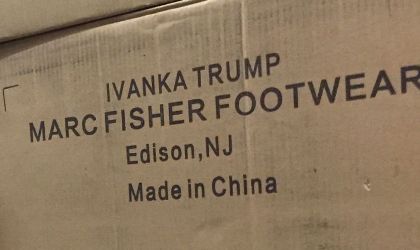 IVANKA TRUMP
MARC FISHER FOOTWEAR
Edison,NJ
Made in China